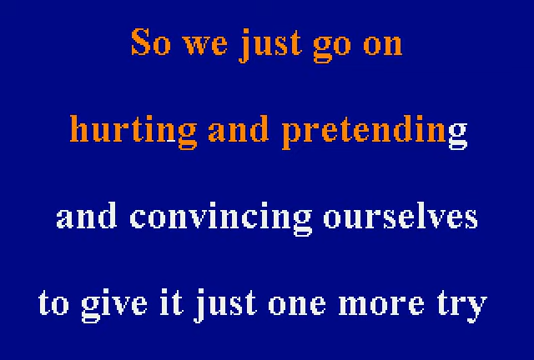 So we just go on
hurting and pretending
and convincing ourselves
to give it just one more try